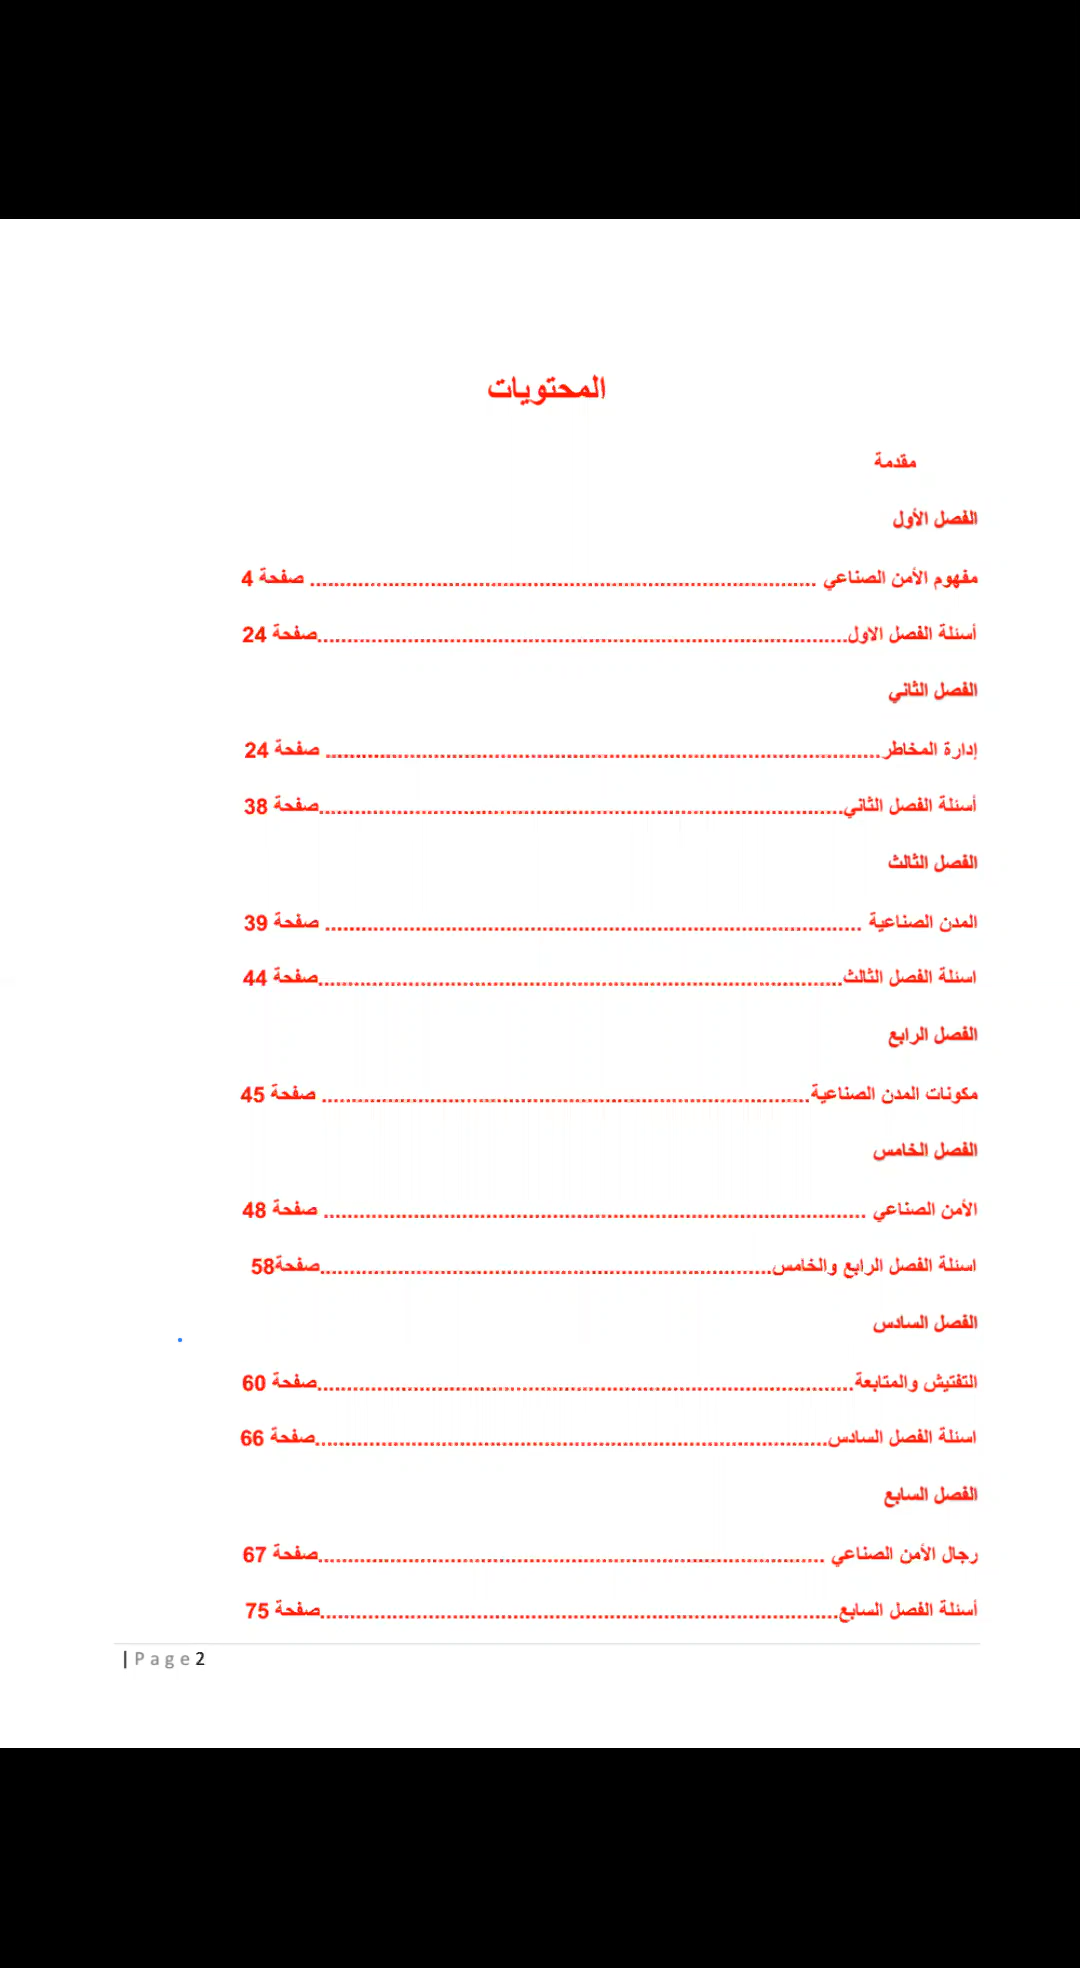 المحتويات
مقدمة
الفصل الأول
مفهوم الأمن الصناعي ........................................ صفحة 4
أسئلة الفصل الاول........................................صفحة 24
الفصل الثاني
إدارة المخاطر........................................ صفحة 24
أسئلة الفصل الثاني........................................صفحة 38
الفصل الثالث
المدن الصناعية ........................................ صفحة 39
اسئلة الفصل الثالث........................................صفحة 44
الفصل الرابع
مكونات المدن الصناعية........................................ صفحة 45
الفصل الخامس
الأمن الصناعي ........................................ صفحة 48
اسئلة الفصل الرابع والخامس........................................صفحة58
الفصل السادس
التفتيش والمتابعة........................................صفحة 60
اسئلة الفصل السادس........................................صفحة 66
الفصل السابع
رجال الأمن الصناعي ........................................صفحة 67
أسئلة الفصل السابع........................................صفحة 75
| Page2